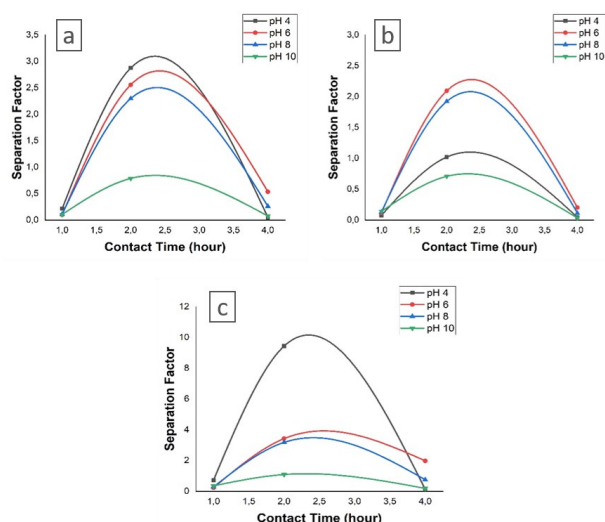 a
pH 4
pH 6
pH 8
pH 10
3,5
3,0
2,5
2,0
1,5
1,0
0,5
0,0
Separation Factor
1,0 1,5 2,0 2,5 3,0 3,5 4,0
Contact Time (hour)
b
pH 4
pH 6
pH 8
pH 10
3,0
2,5
2,0
1,5
1,0
0,5
0,0
Separation Factor
1,0 1,5 2,0 2,5 3,0 3,5 4,0
Contact Time (hour)
c
pH 4
pH 6
pH 8
pH 10
12
10
8
6
4
2
0
Separation Factor
1,0 1,5 2,0 2,5 3,0 3,5 4,0
Contact Time (hour)